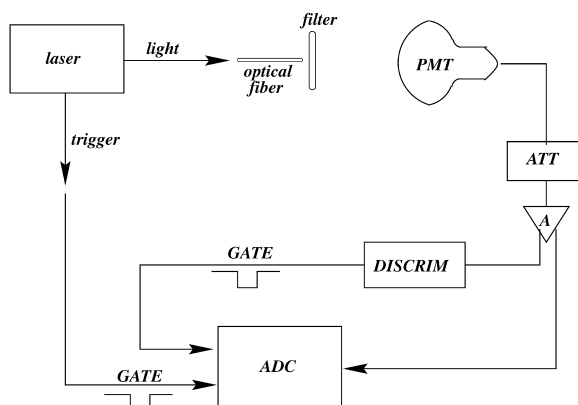 filter
laser
light
optical
fiber
PMT
trigger
ATT
A
GATE
DISCRIM
GATE
ADC